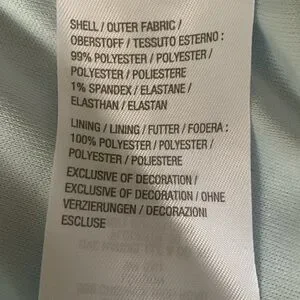 SHELL / OUTER FABRIC /
OBERSTOFF / TESSUTO ESTERNO :
99% POLYESTER / POLYESTER /
POLYESTER / POLIESTERE
1% SPANDEX / ELASTANE /
ELASTHAN / ELASTAN
LINING / LINING / FUTTER / FODERA :
100% POLYESTER / POLYESTER /
POLYESTER / POLIESTERE
EXCLUSIVE OF DECORATION /
EXCLUSIVE OF DECORATION / OHNE
VERZIERUNGEN / DECORAZIONI
ESCLUSE